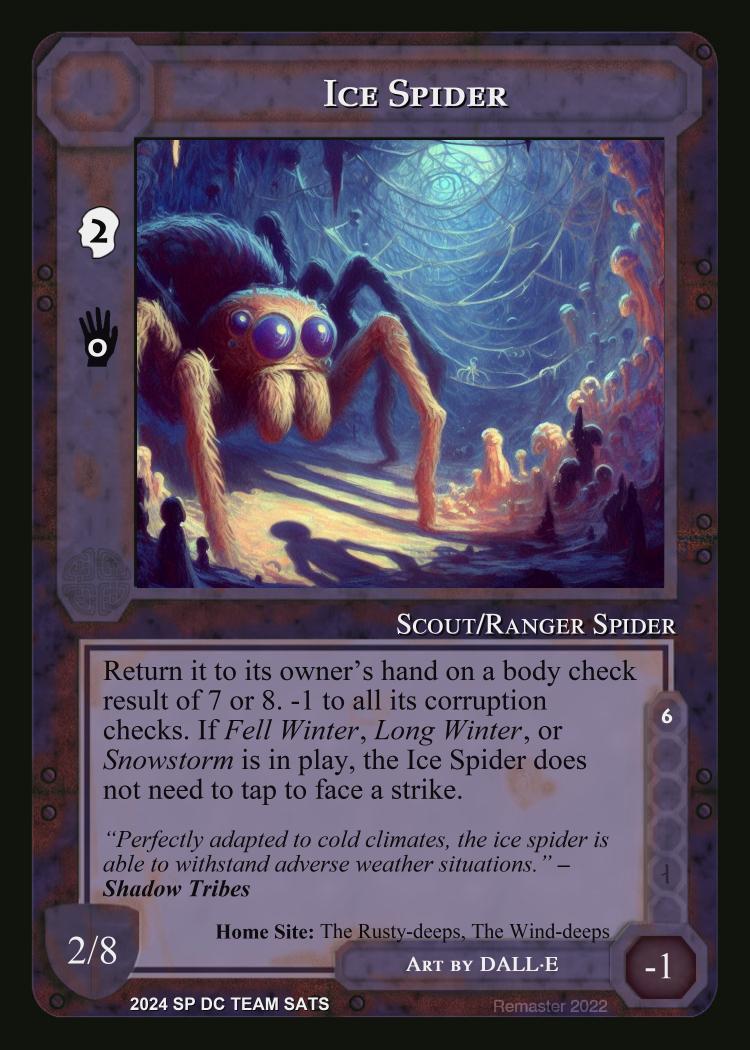 Ice Spider
2
0
Scout/Ranger Spider
Return it to its owner's hand on a body check
result of 7 or 8. -1 to all its corruption
checks. If Fell Winter, Long Winter, or
Snowstorm is in play, the Ice Spider does
not need to tap to face a strike.
6
“Perfectly adapted to cold climates, the ice spider is
able to withstand adverse weather situations.” –
Shadow Tribes
Home Site: The Rusty-deeps, The Wind-deeps
2/8
Art by DALL·E
-1
2024 SP DC TEAM SATS
Remaster 2022